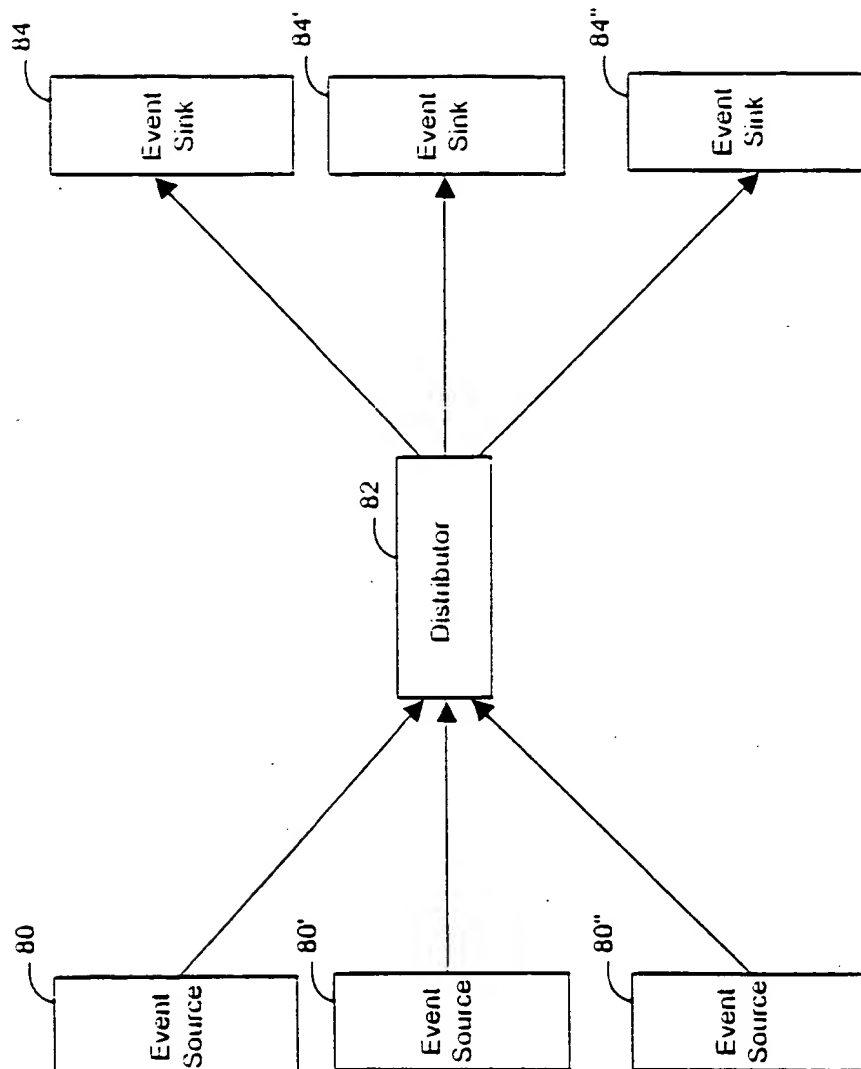 84
Event
Sink
84'
Event
Sink
84"
Event
Sink
82
Distributor
80
Event
Source
80'
Event
Source
80"
Event
Source